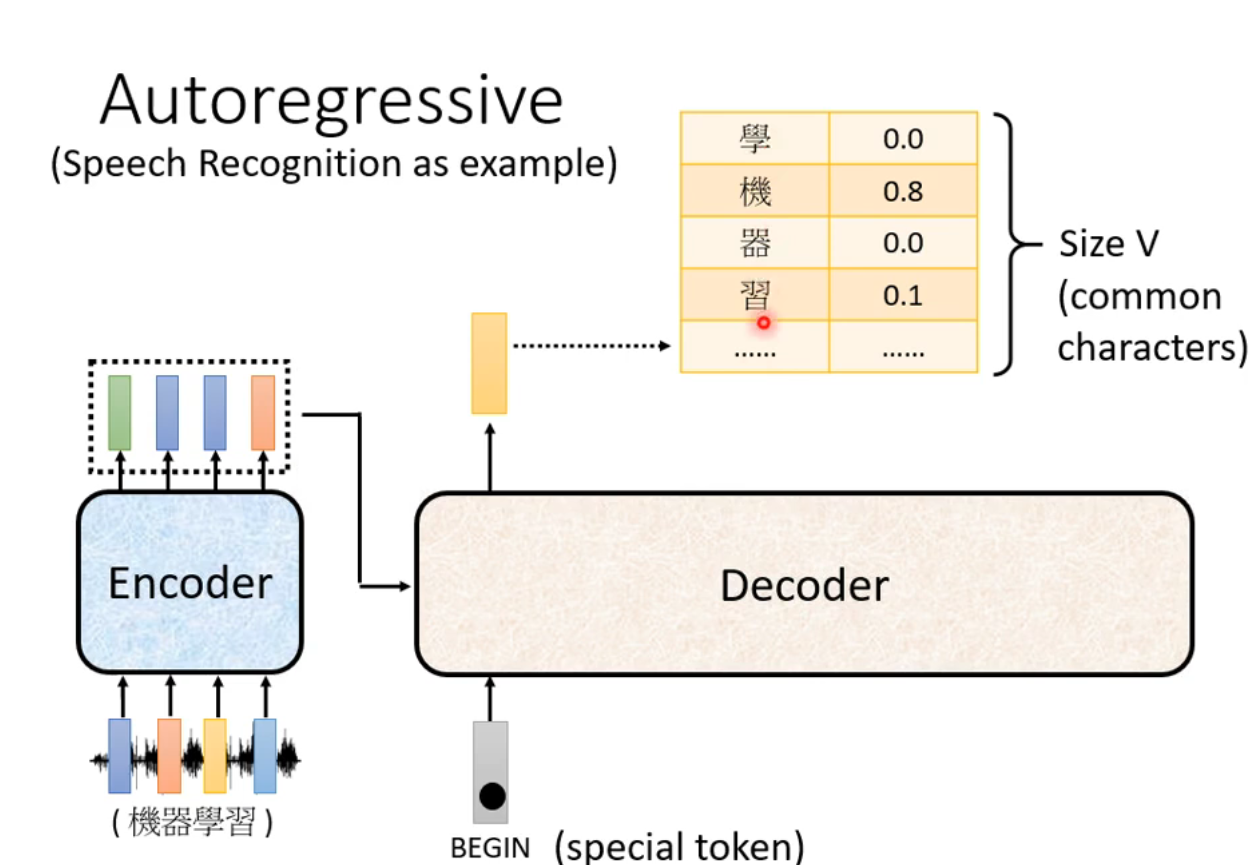 Autoregressive
(Speech Recognition as example)
學 0.0
機 0.8
器 0.0
習 0.1
...... ......
Size V
(common
characters)
Encoder
Decoder
(機器學習)
BEGIN (special token)